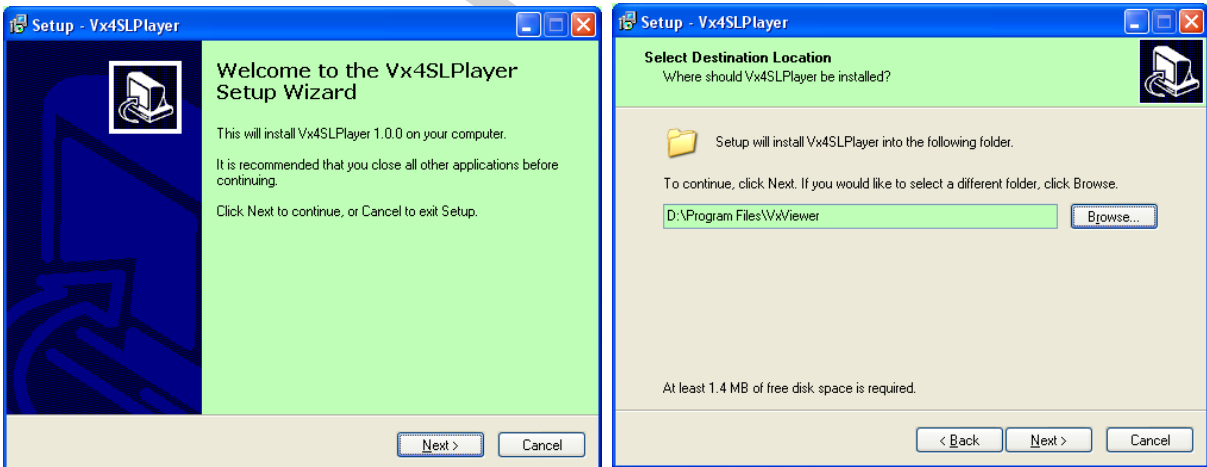 Setup - Vx4SLPlayer
Welcome to the Vx4SLPlayer
Setup Wizard
This will install Vx4SLPlayer 1.0.0 on your computer.
It is recommended that you close all other applications before
continuing.
Click Next to continue, or Cancel to exit Setup.
Next >
Cancel
Setup - Vx4SLPlayer
Select Destination Location
Where should Vx4SLPlayer be installed?
Setup will install Vx4SLPlayer into the following folder.
To continue, click Next. If you would like to select a different folder, click Browse.
D:\Program Files\VxViewer
Browse...
At least 1.4 MB of free disk space is required.
< Back
Next >
Cancel